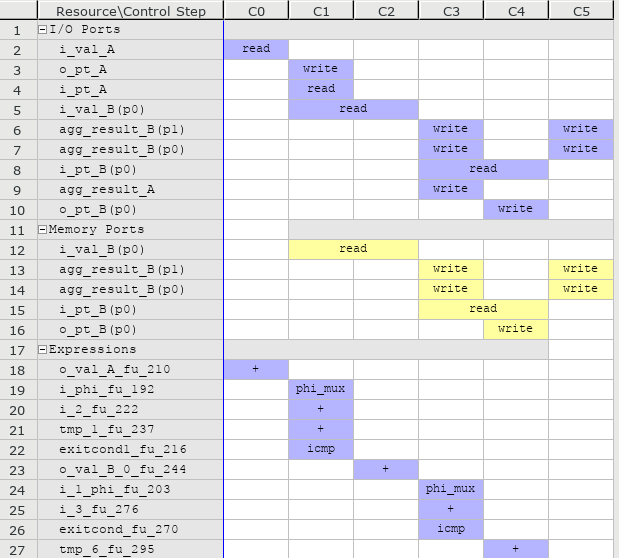 Resource\Control Step C0 C1 C2 C3 C4 C5
1 I/O Ports
2 i_val_A read
3 o_pt_A write
4 i_pt_A read
5 i_val_B(p0) read
6 agg_result_B(p1) write write
7 agg_result_B(p0) write write
8 i_pt_B(p0) read
9 agg_result_A write
10 o_pt_B(p0) write
11 Memory Ports
12 i_val_B(p0) read
13 agg_result_B(p1) write write
14 agg_result_B(p0) write write
15 i_pt_B(p0) read
16 o_pt_B(p0) write
17 Expressions
18 o_val_A_fu_210 +
19 i_phi_fu_192 phi_mux
20 i_2_fu_222 +
21 tmp_1_fu_237 +
22 exitcond1_fu_216 icmp
23 o_val_B_0_fu_244 +
24 i_1_phi_fu_203 phi_mux
25 i_3_fu_276 +
26 exitcond_fu_270 icmp
27 tmp_6_fu_295 +